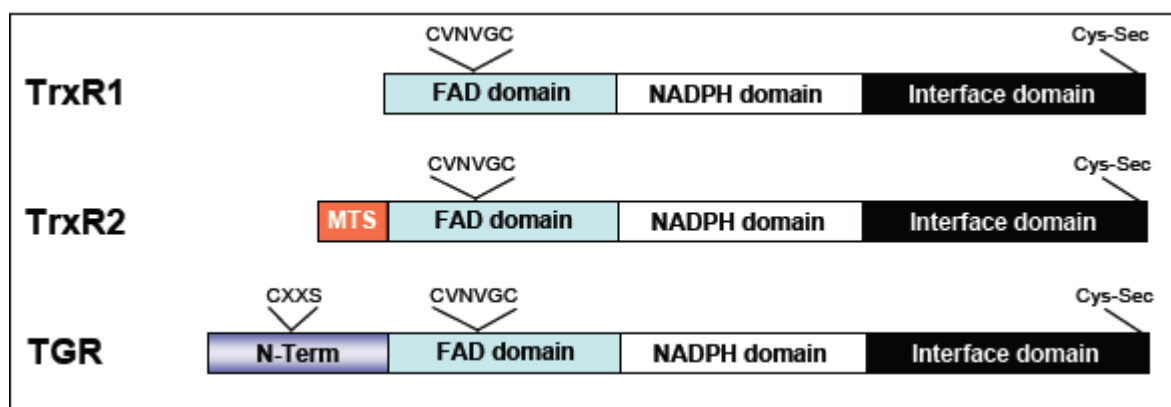 CVNVGC Cys-Sec
TrxR1 FAD domain NADPH domain Interface domain
CVNVGC Cys-Sec
TrxR2 MTS FAD domain NADPH domain Interface domain
CXXS CVNVGC Cys-Sec
TGR N-Term FAD domain NADPH domain Interface domain